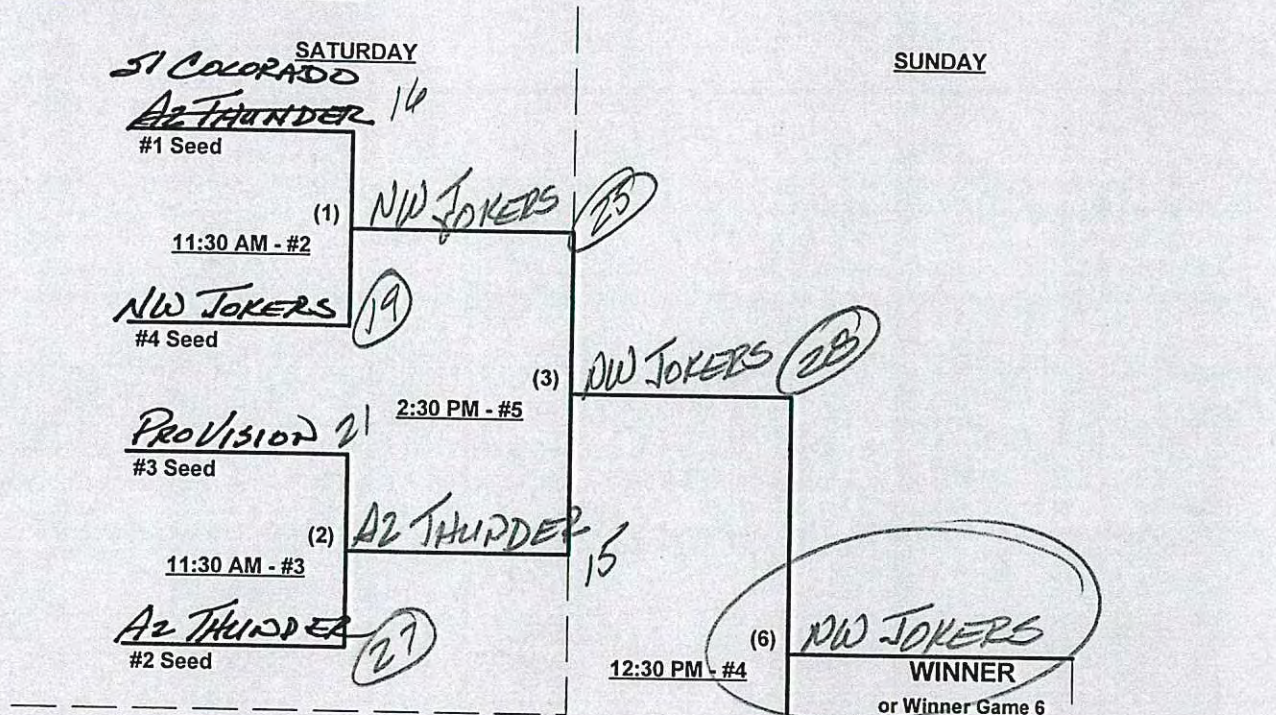 SATURDAY
SUNDAY
51 COLORADO
AZ THUNDER 16
#1 Seed
NW JOKERS 25
(1)
11:30 AM - #2
NW JOKERS 19
#4 Seed
NW JOKERS 28
(3)
2:30 PM - #5
PROVISION 21
#3 Seed
AZ THUNDER 15
(2)
11:30 AM - #3
AZ THUNDER 27
#2 Seed
NW JOKERS
(6)
12:30 PM - #4
WINNER
or Winner Game 6